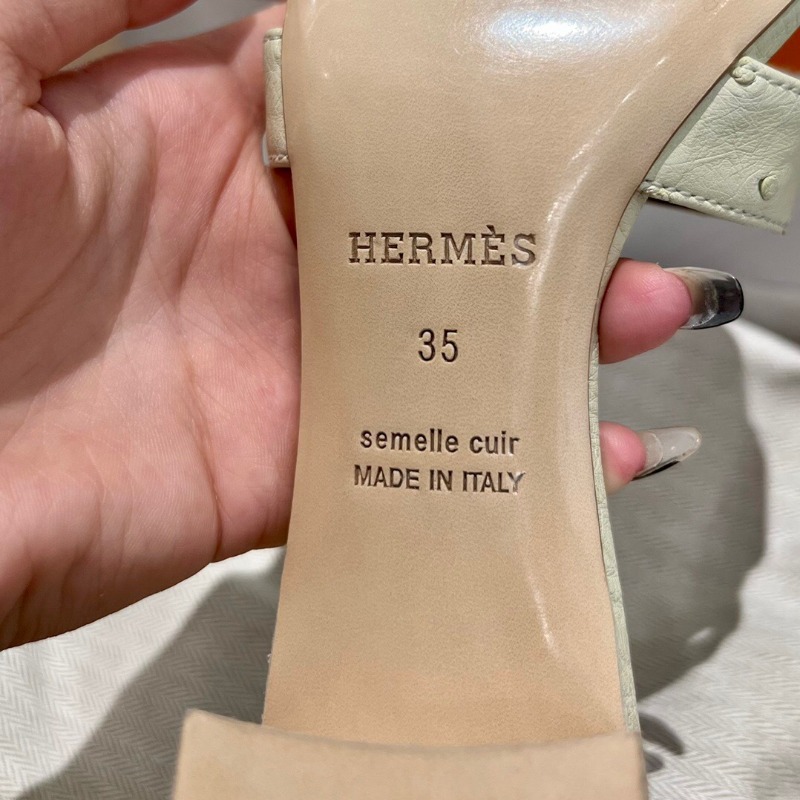 HERMÈS
35
semelle cuir
MADE IN ITALY